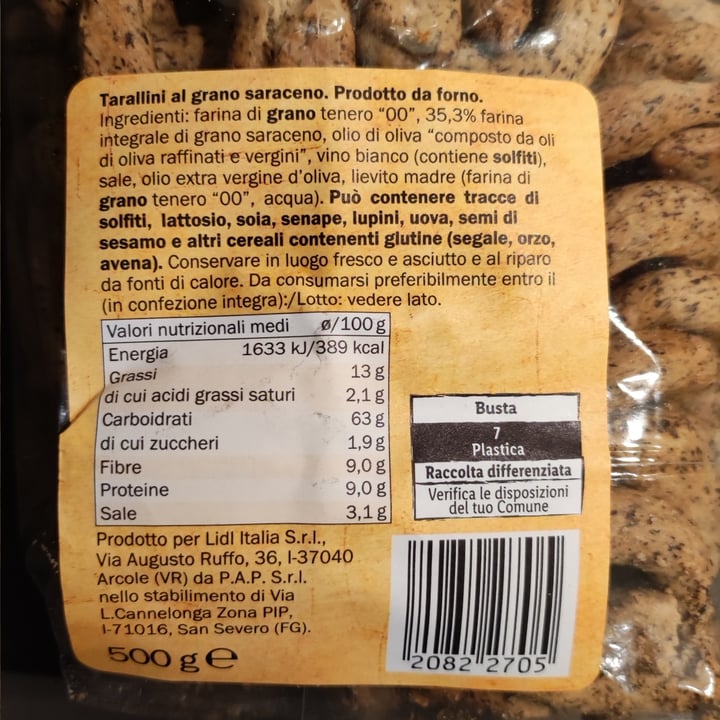 Tarallini al grano saraceno. Prodotto da forno.
Ingredienti: farina di grano tenero “00”, 35,3% farina
integrale di grano saraceno, olio di oliva “composto da oli
di oliva raffinati e vergini”, vino bianco (contiene solfiti),
sale, olio extra vergine d’oliva, lievito madre (farina di
grano tenero “00”, acqua). Può contenere tracce di
solfiti, lattosio, soia, senape, lupini, uova, semi di
sesamo e altri cereali contenenti glutine (segale, orzo,
avena). Conservare in luogo fresco e asciutto e al riparo
da fonti di calore. Da consumarsi preferibilmente entro il
(in confezione integra):/Lotto: vedere lato.
Valori nutrizionali medi ø/100 g
Energia 1633 kJ/389 kcal
Grassi 13 g
di cui acidi grassi saturi 2,1 g
Carboidrati 63 g
di cui zuccheri 1,9 g
Fibre 9,0 g
Proteine 9,0 g
Sale 3,1 g
Busta
7
Plastica
Raccolta differenziata
Verifica le disposizioni
del tuo Comune
Prodotto per Lidl Italia S.r.l.,
Via Augusto Ruffo, 36, I-37040
Arcole (VR) da P.A.P. S.r.l.
nello stabilimento di Via
L.Cannelonga Zona PIP,
I-71016, San Severo (FG).
500 g e
2082 2705